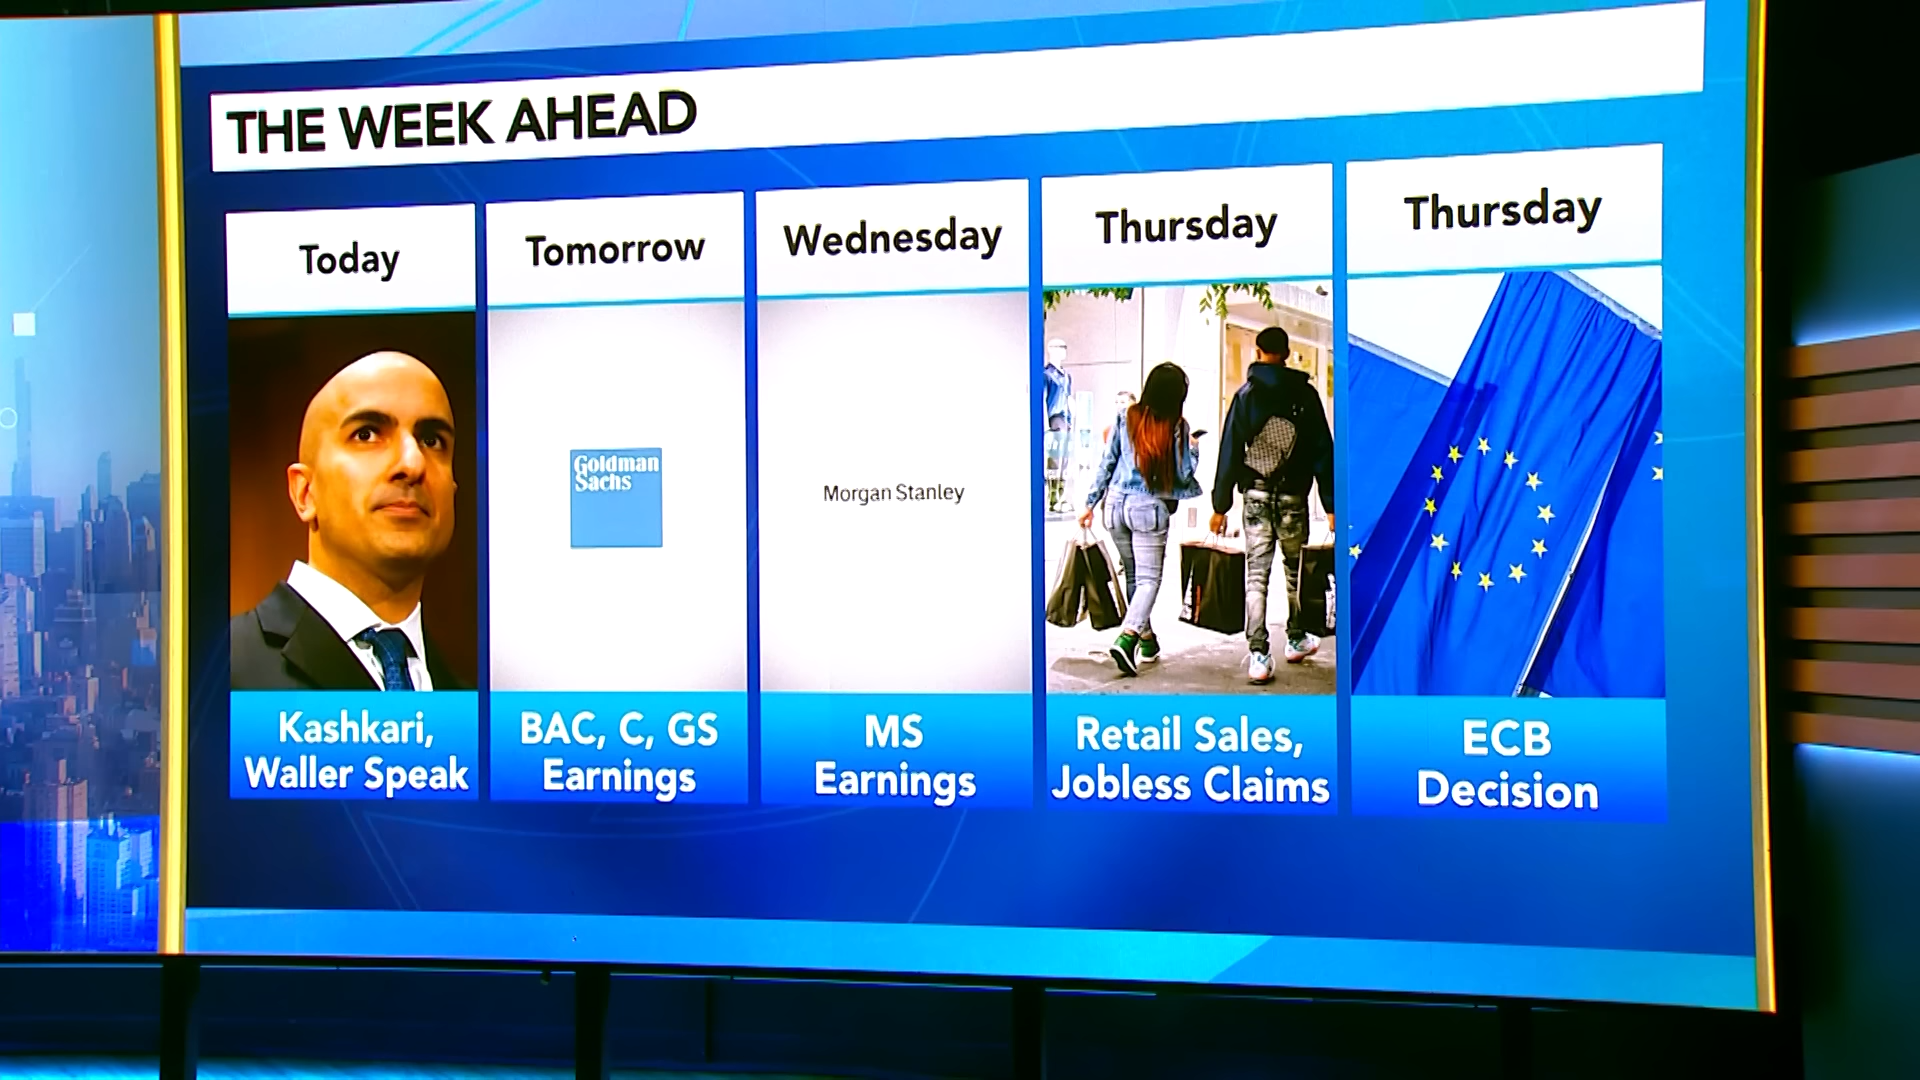 THE WEEK AHEAD
Today
Kashkari,
Waller Speak
Tomorrow
Goldman
Sachs
BAC, C, GS
Earnings
Wednesday
Morgan Stanley
MS
Earnings
Thursday
Retail Sales,
Jobless Claims
Thursday
ECB
Decision